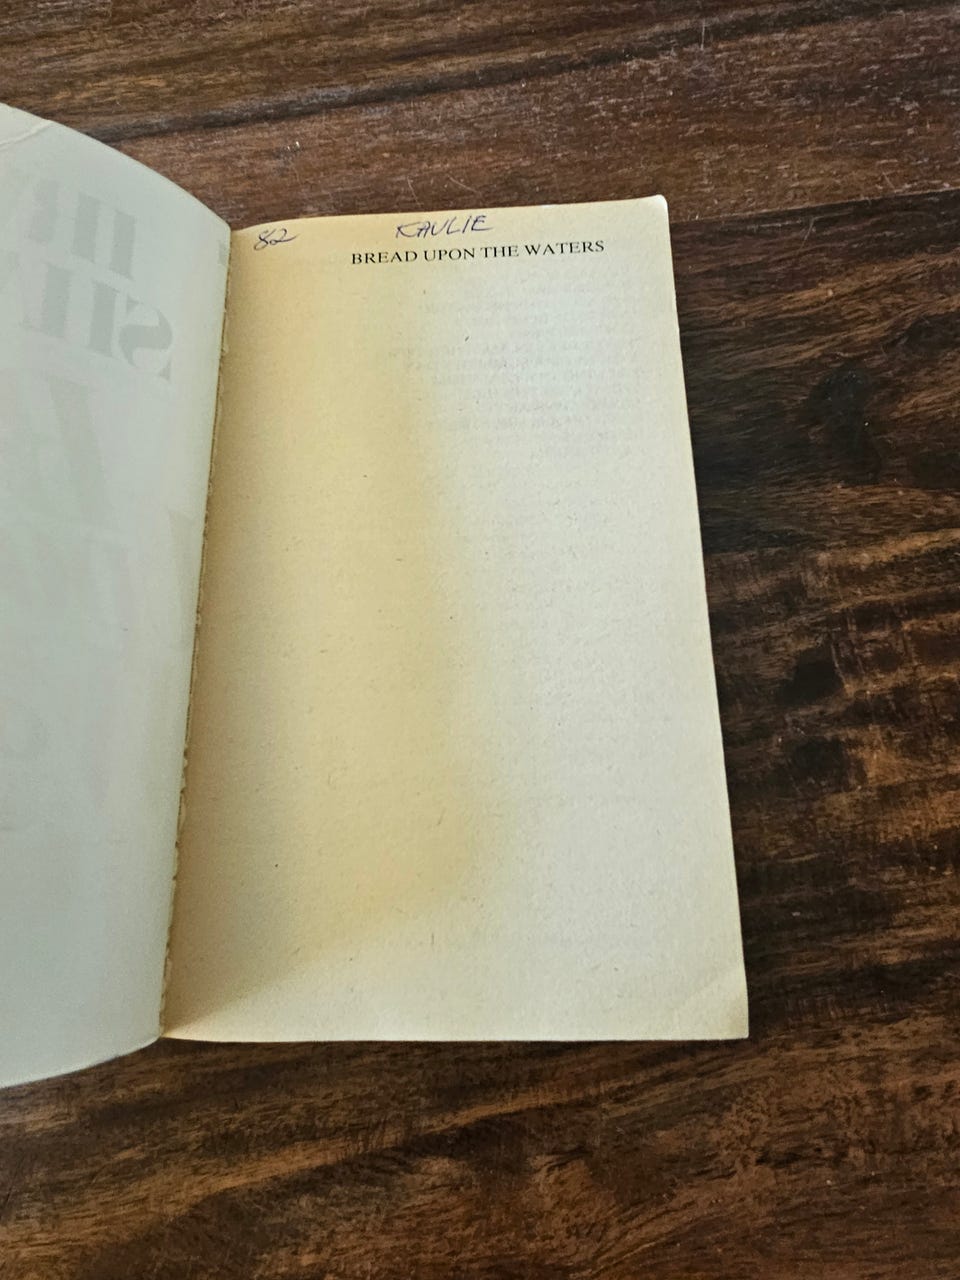 82 KAULIE
BREAD UPON THE WATERS